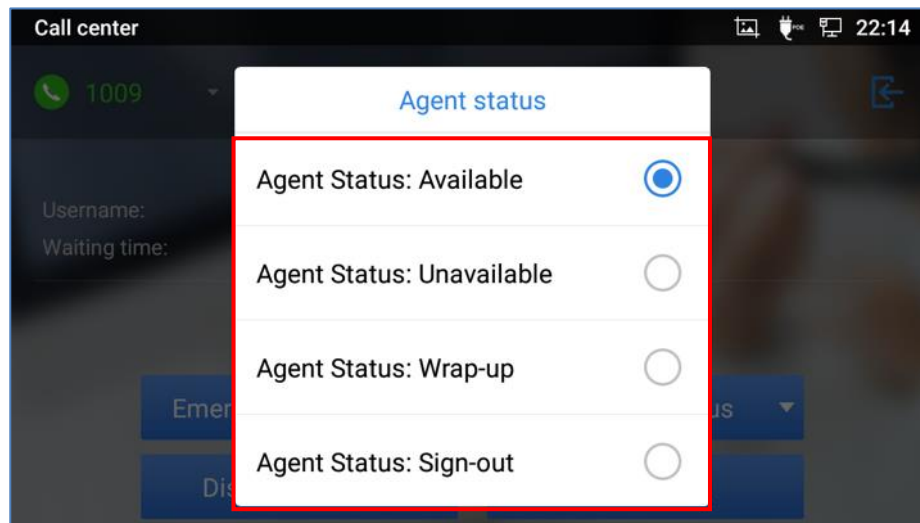 Call center
22:14
1009
Agent status
Agent Status: Available
Username:
Waiting time:
Agent Status: Unavailable
Agent Status: Wrap-up
Agent Status: Sign-out